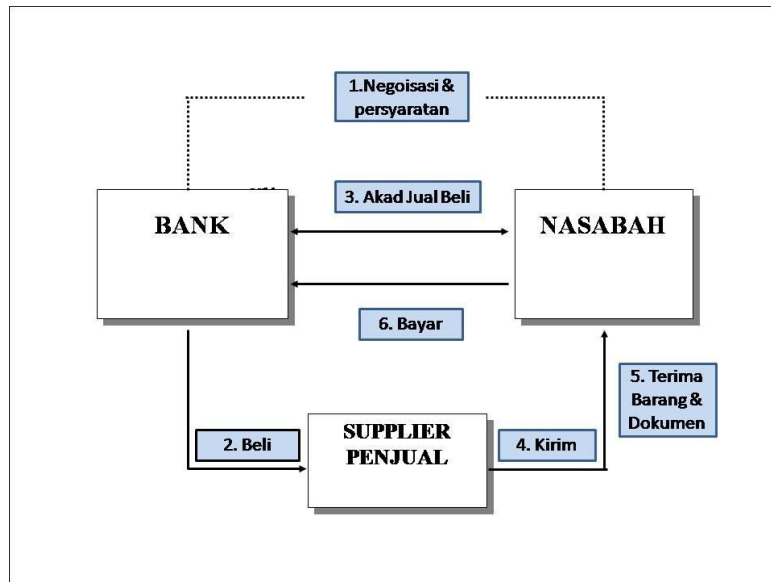 1.Negoisasi &
persyaratan
3. Akad Jual Beli
BANK
NASABAH
6. Bayar
5. Terima
Barang &
Dokumen
SUPPLIER
PENJUAL
2. Beli
4. Kirim